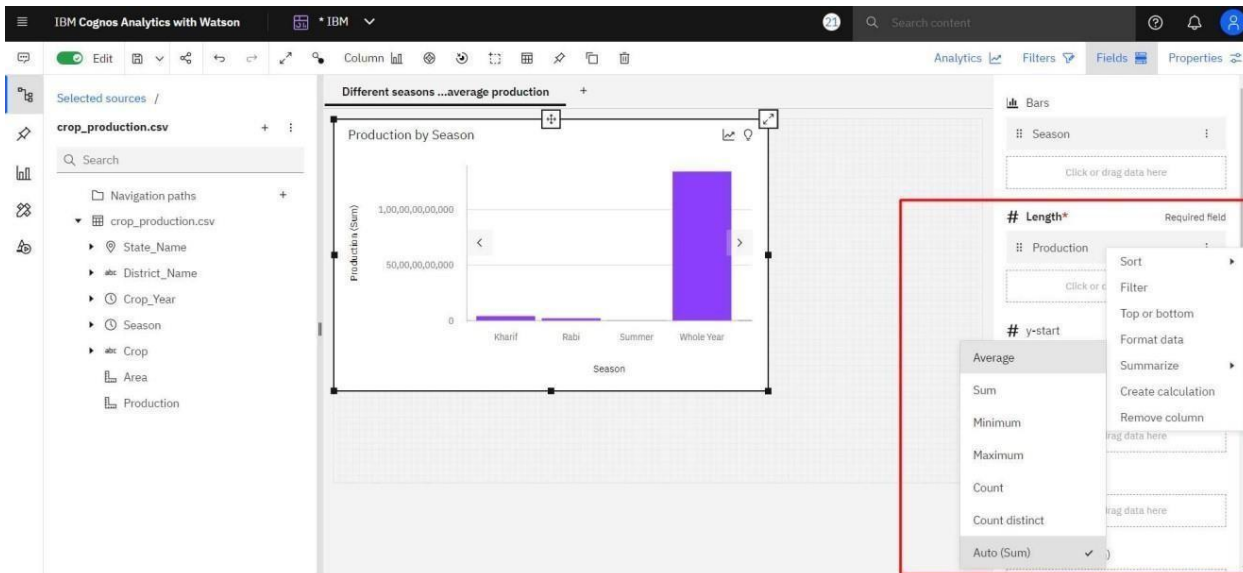 IBM Cognos Analytics with Watson
* IBM
21
Search content
Edit
Column
Analytics
Filters
Fields
Properties
Selected sources /
crop_production.csv
Search
Navigation paths
crop_production.csv
State_Name
abc District_Name
Crop_Year
Season
abc Crop
Area
Production
Different seasons ...average production
Production by Season
Production (Sum)
1,00,00,00,00,000
50,00,00,00,000
0
Kharif
Rabi
Summer
Whole Year
Season
Bars
Season
Click or drag data here
# Length*
Required field
Production
Click or d
# y-start
Sort
Filter
Top or bottom
Format data
Summarize
Create calculation
Remove column
drag data here
Average
Sum
Minimum
Maximum
Count
Count distinct
Auto (Sum)
drag data here